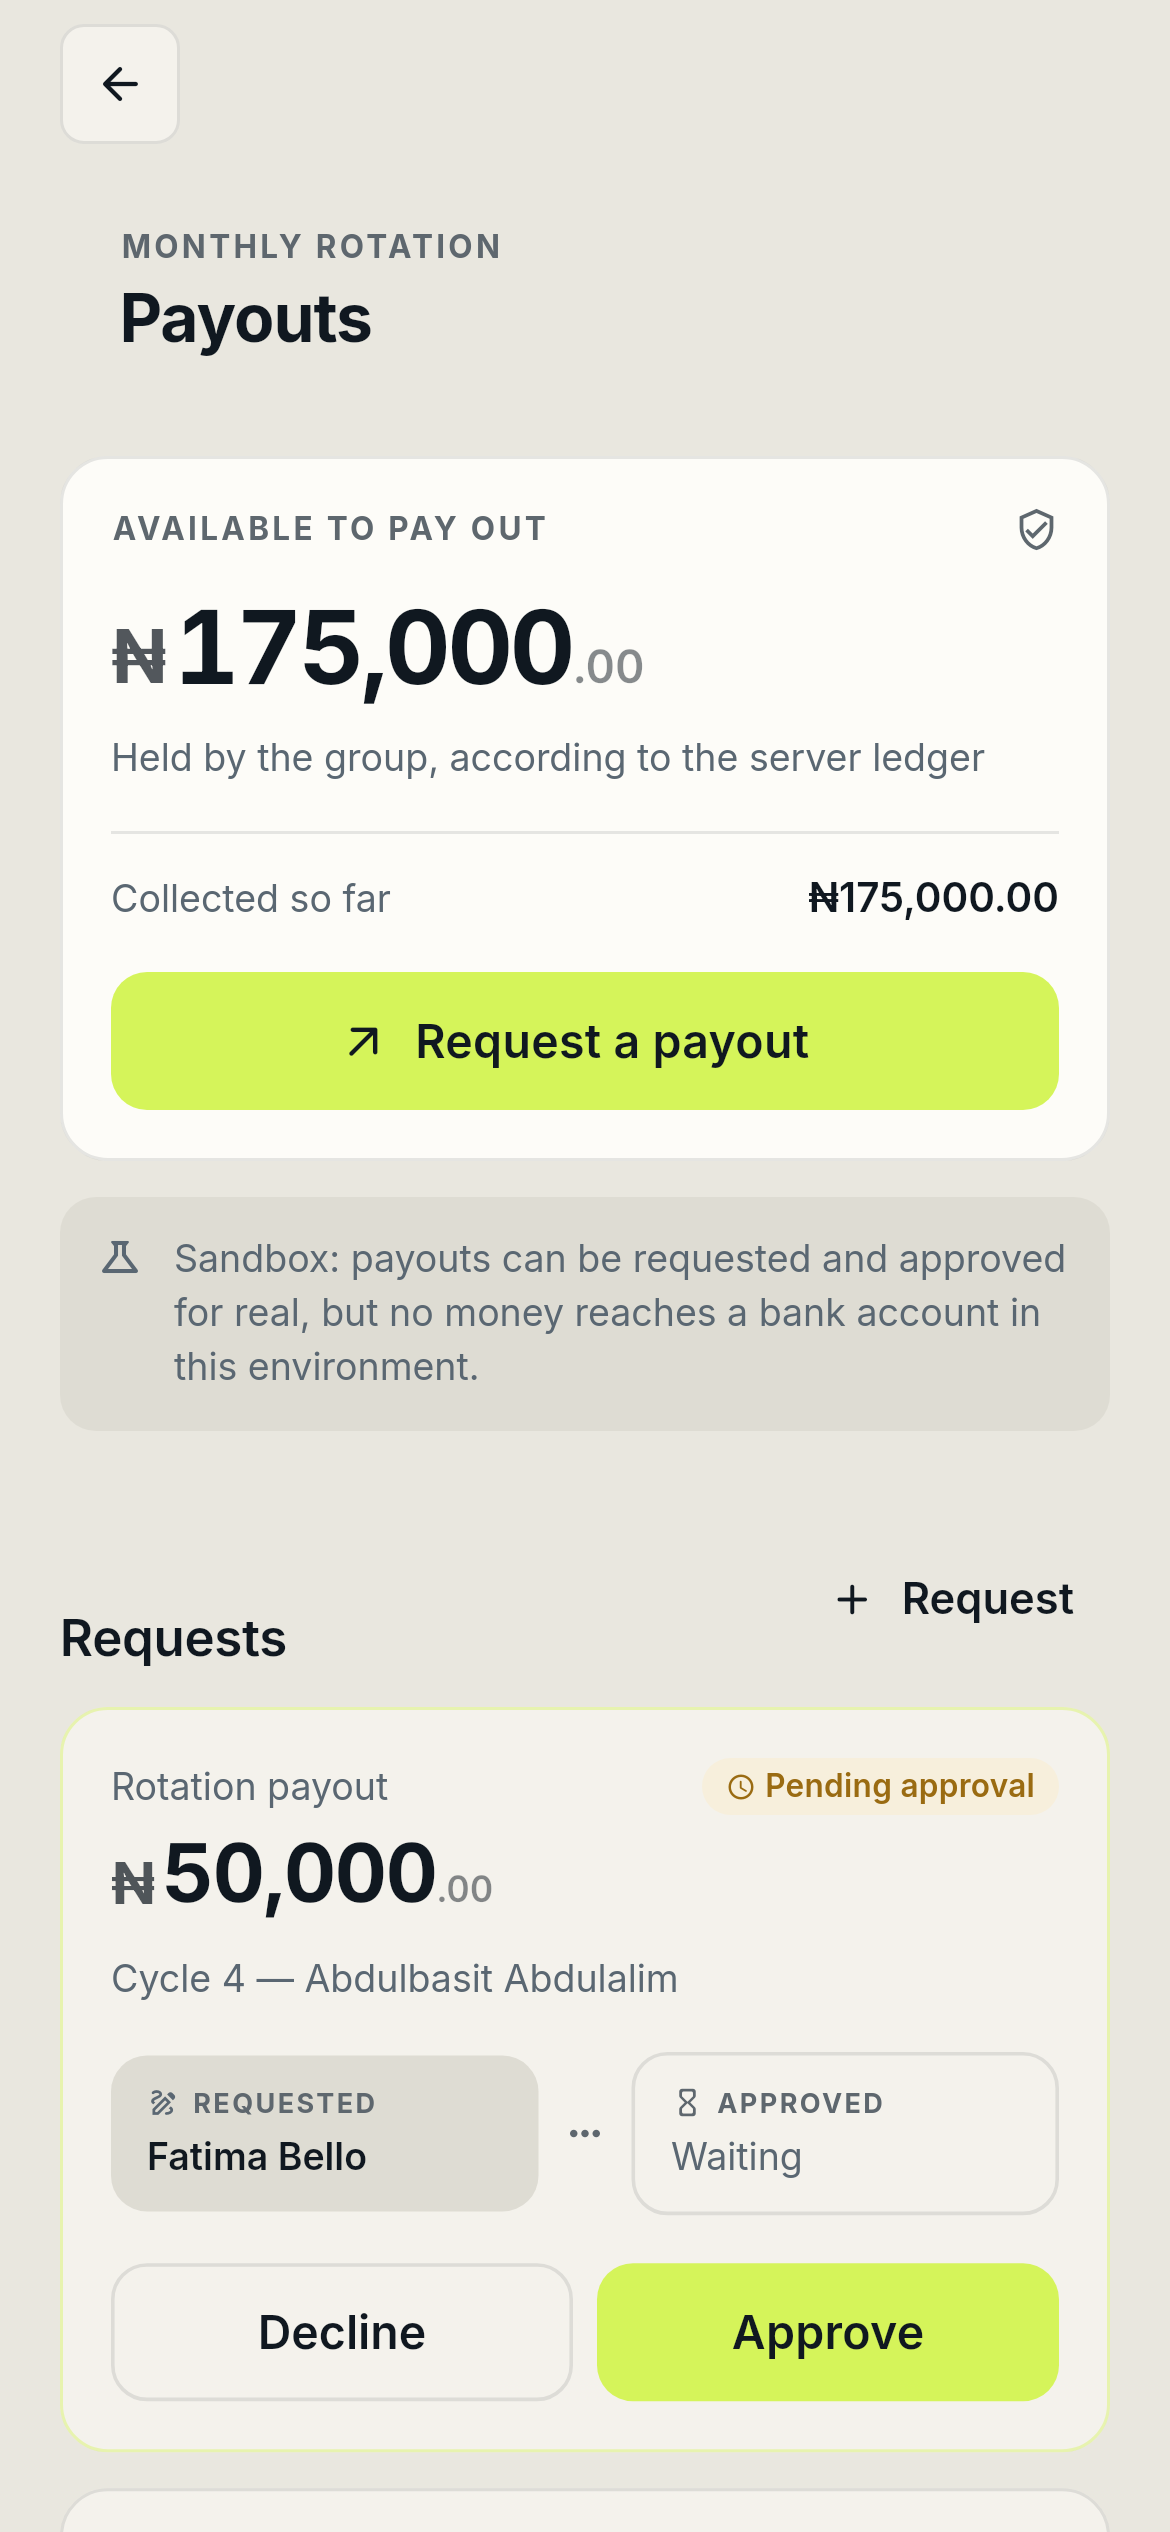 MONTHLY ROTATION
Payouts
AVAILABLE TO PAY OUT
₦175,000.00
Held by the group, according to the server ledger
Collected so far ₦175,000.00
Request a payout
Sandbox: payouts can be requested and approved
for real, but no money reaches a bank account in
this environment.
Request
Requests
Rotation payout Pending approval
₦50,000.00
Cycle 4 — Abdulbasit Abdulalim
REQUESTED
Fatima Bello
APPROVED
Waiting
Decline Approve